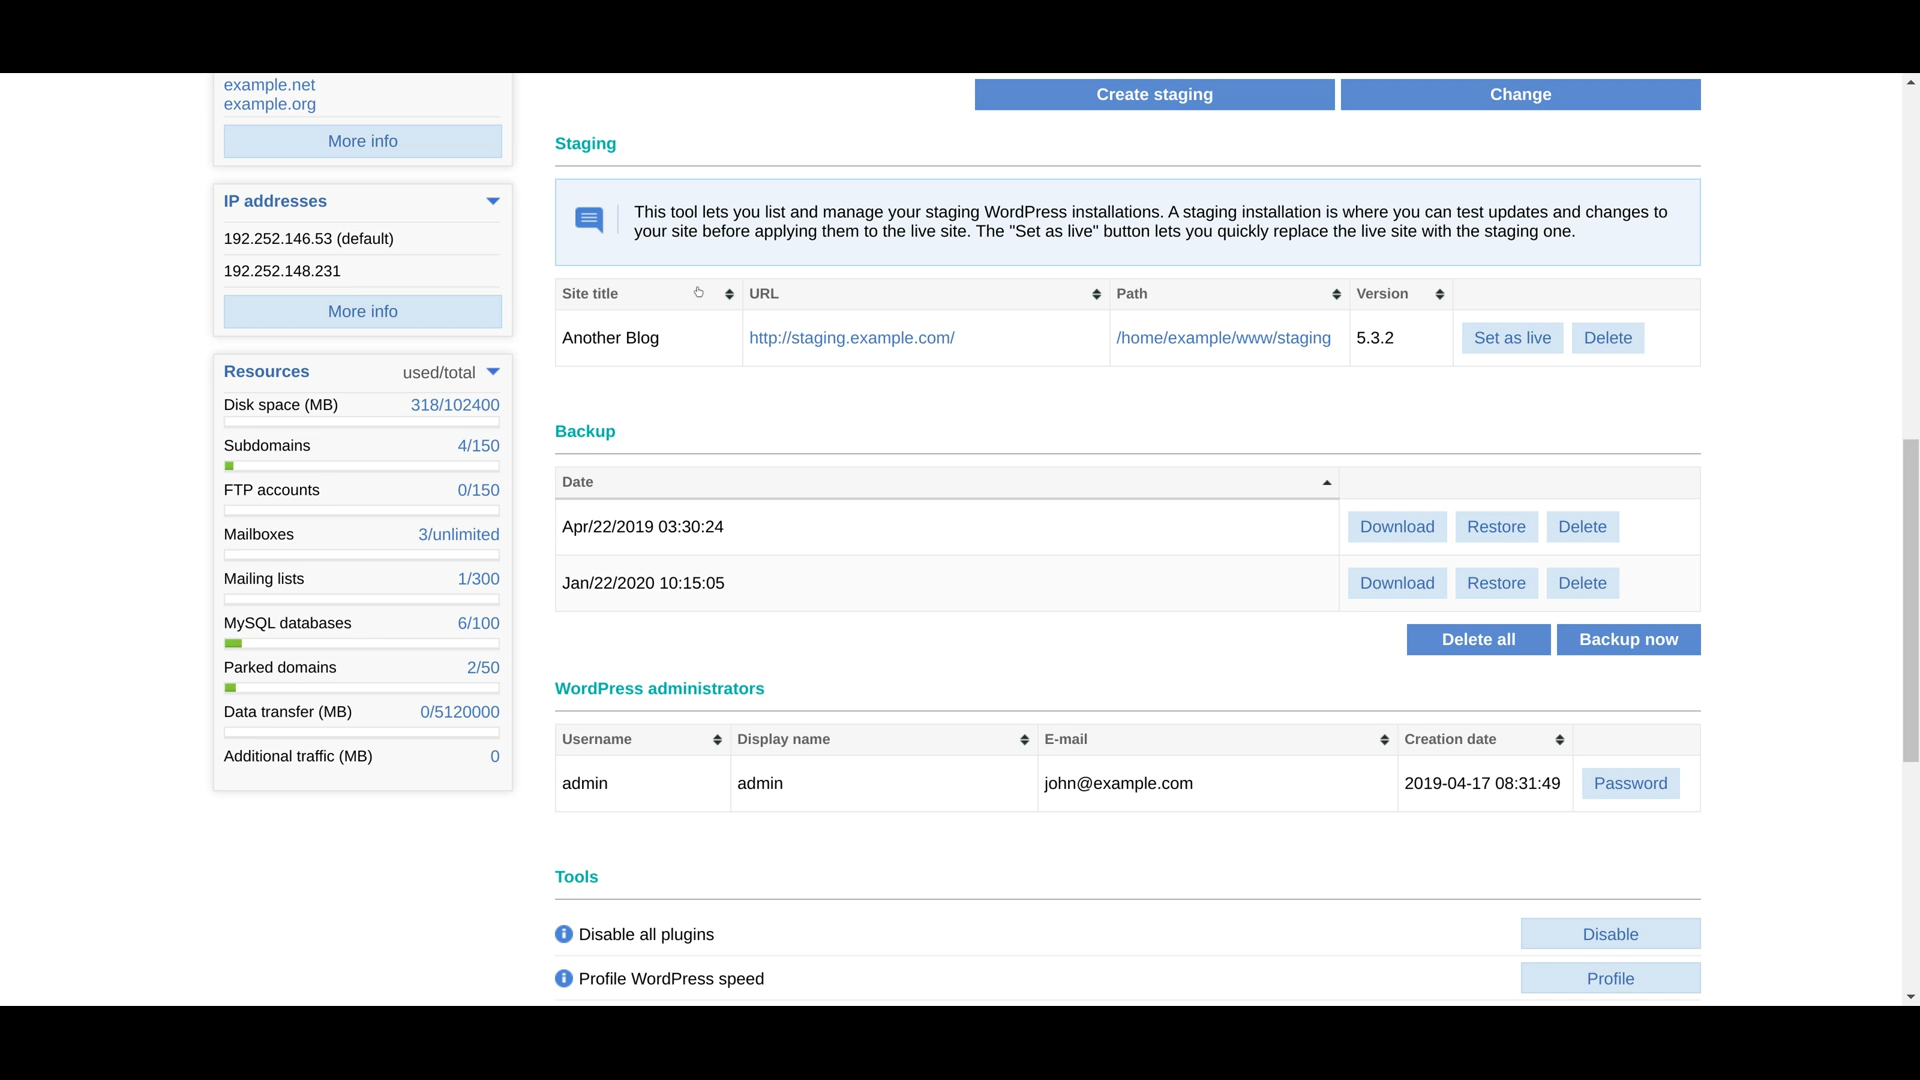 example.net
example.org
More info
IP addresses
192.252.146.53 (default)
192.252.148.231
More info
Resources used/total
Disk space (MB) 318/102400
Subdomains 4/150
FTP accounts 0/150
Mailboxes 3/unlimited
Mailing lists 1/300
MySQL databases 6/100
Parked domains 2/50
Data transfer (MB) 0/5120000
Additional traffic (MB) 0
Create staging Change
Staging
This tool lets you list and manage your staging WordPress installations. A staging installation is where you can test updates and changes to
your site before applying them to the live site. The "Set as live" button lets you quickly replace the live site with the staging one.
Site title URL Path Version
Another Blog http://staging.example.com/ /home/example/www/staging 5.3.2 Set as live Delete
Backup
Date
Apr/22/2019 03:30:24 Download Restore Delete
Jan/22/2020 10:15:05 Download Restore Delete
Delete all Backup now
WordPress administrators
Username Display name E-mail Creation date
admin admin john@example.com 2019-04-17 08:31:49 Password
Tools
Disable all plugins Disable
Profile WordPress speed Profile